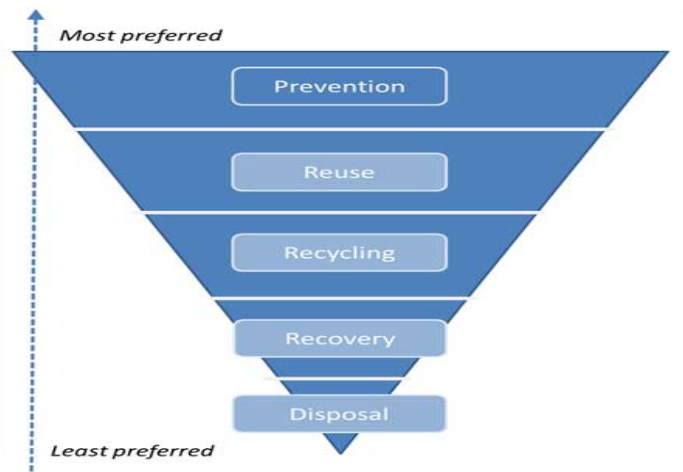 Most preferred
Prevention
Reuse
Recycling
Recovery
Disposal
Least preferred